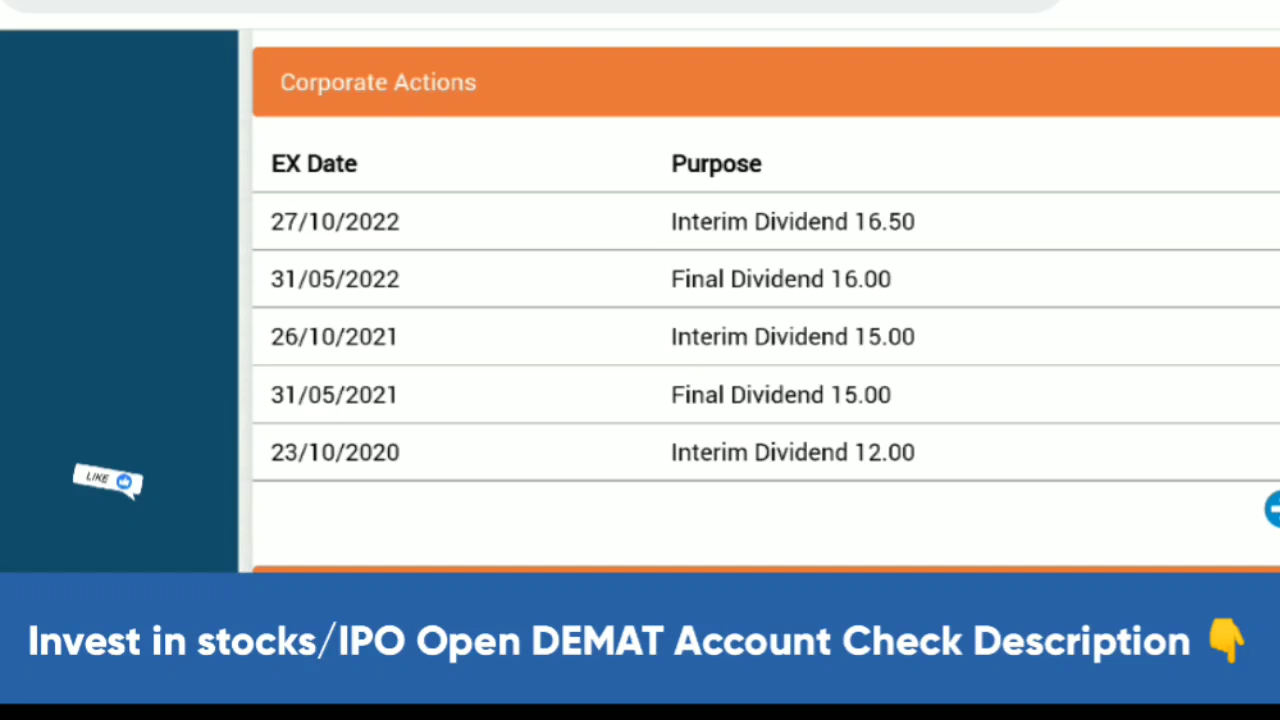 Corporate Actions
EX Date Purpose
27/10/2022 Interim Dividend 16.50
31/05/2022 Final Dividend 16.00
26/10/2021 Interim Dividend 15.00
31/05/2021 Final Dividend 15.00
23/10/2020 Interim Dividend 12.00
LIKE
Invest in stocks/IPO Open DEMAT Account Check Description 👇